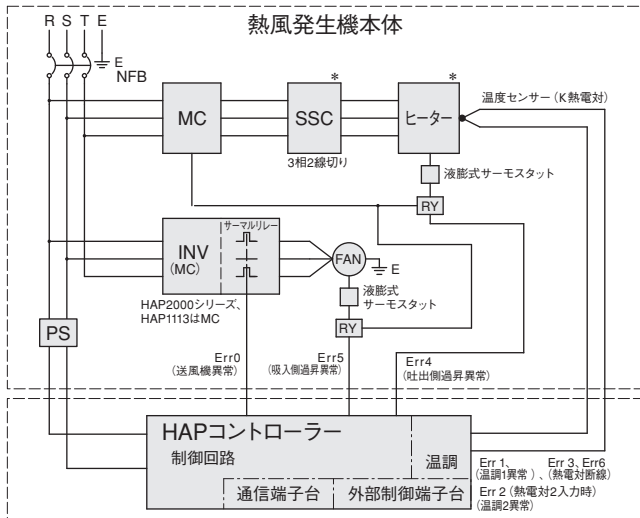 熱風発生機本体
R S T E
E
NFB
*
*
MC
SSC
ヒーター
温度センサー(K熱電対)
3相2線切り
液膨式サーモスタット
RY
サーマルリレー
INV
(MC)
FAN
E
HAP2000シリーズ、
HAP1113はMC
液膨式
サーモスタット
RY
PS
Err0
(送風機異常)
Err5
(吸入側過昇異常)
Err4
(吐出側過昇異常)
HAPコントローラー
制御回路
温調
通信端子台
外部制御端子台
Err 1、 Err 3、Err6
(温調1異常)、(熱電対断線)
Err 2(熱電対2入力時)
(温調2異常)